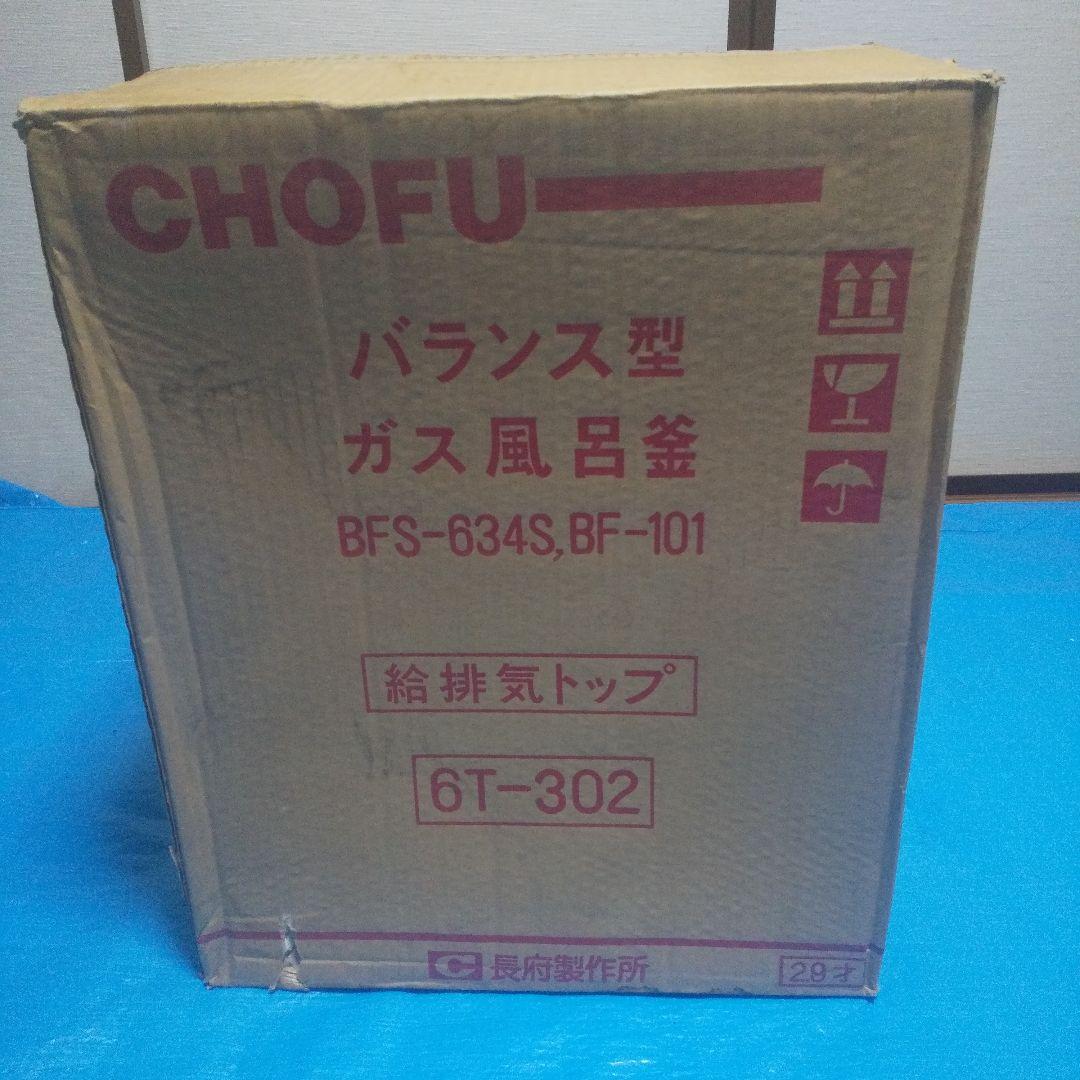 CHOFU
バランス型
ガス風呂釜
BFS-634S, BF-101
給排気トップ
6T-302
C 長府製作所
2.9才